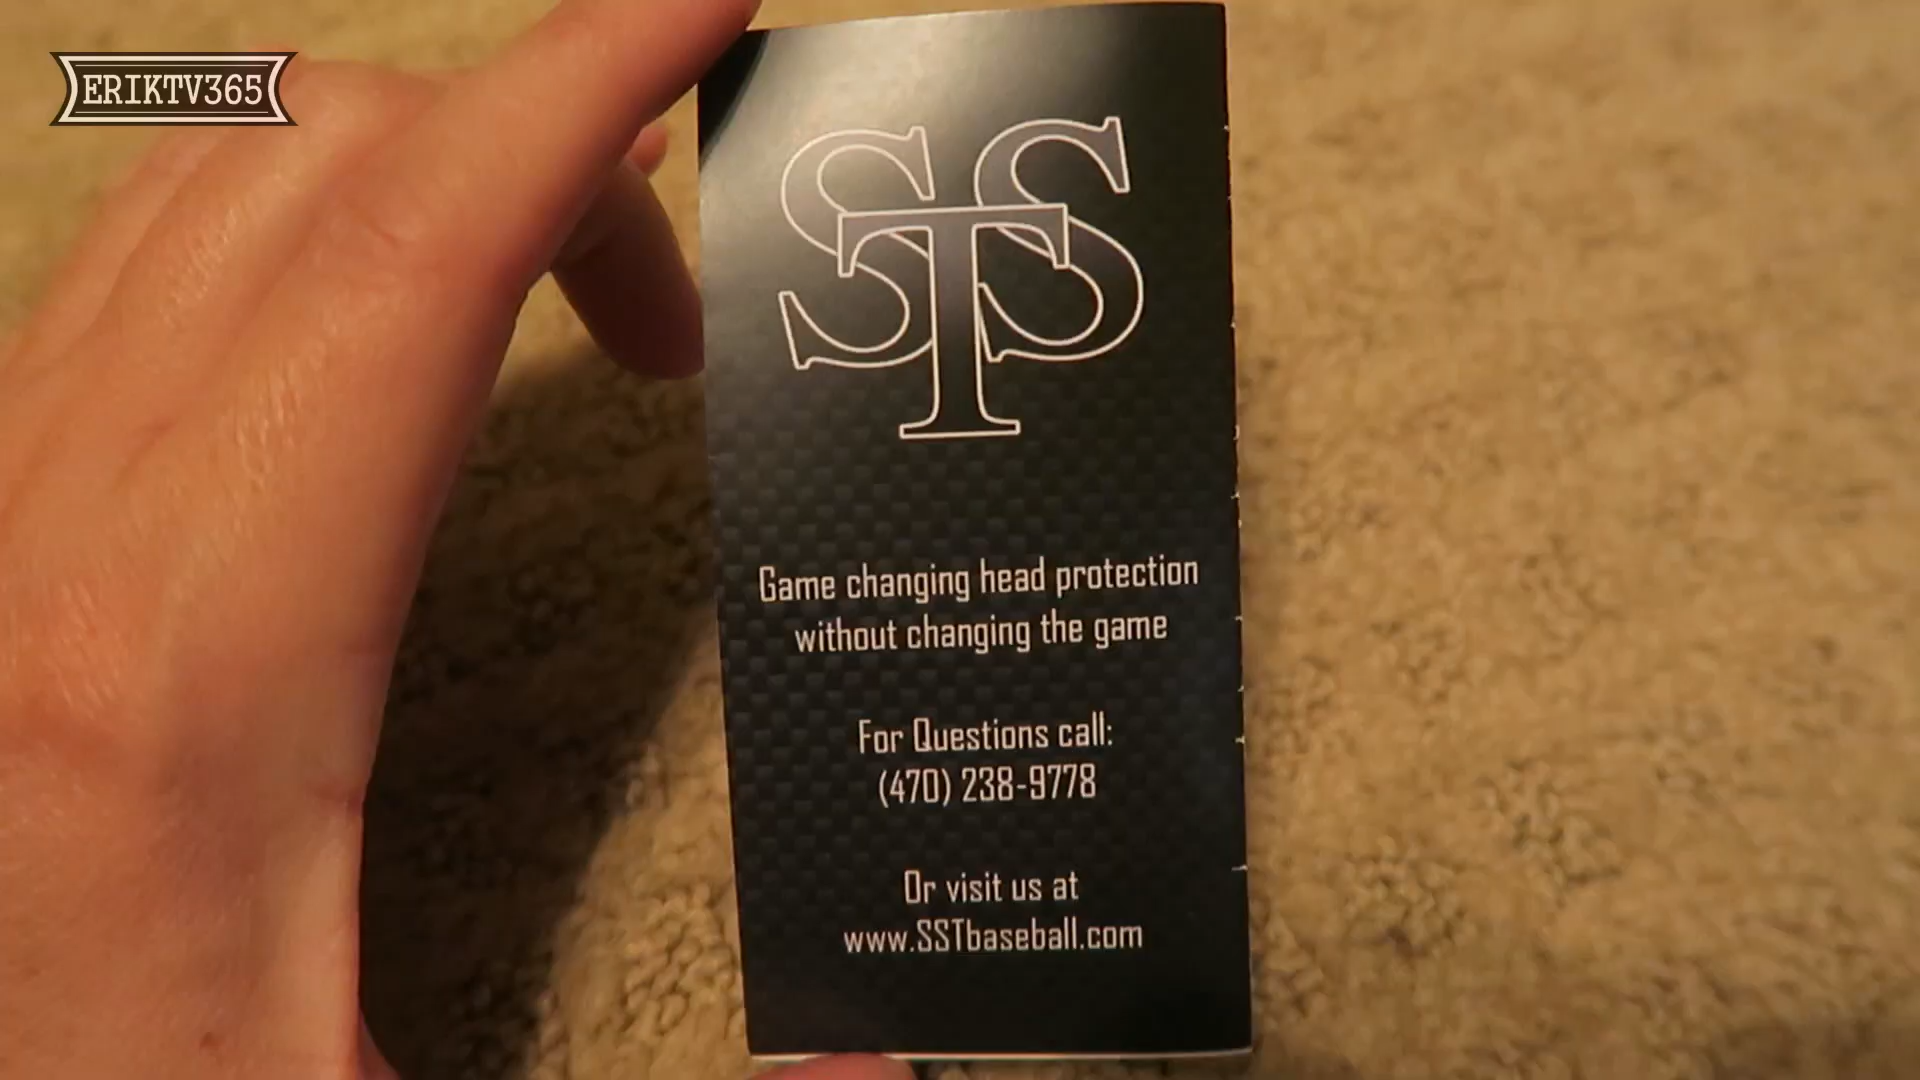 ERIKTV365
STS
Game changing head protection
without changing the game
For Questions call:
(470) 238-9778
Or visit us at
www.SSTbaseball.com